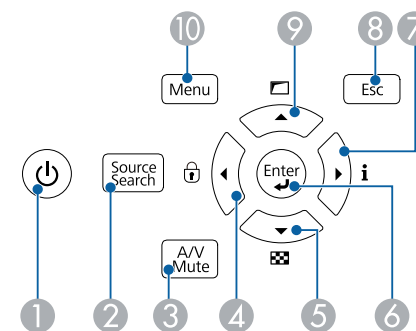 10 9 8 7
Menu
Esc
Source
Search
Enter
i
A/V
Mute
1 2 3 4 5 6